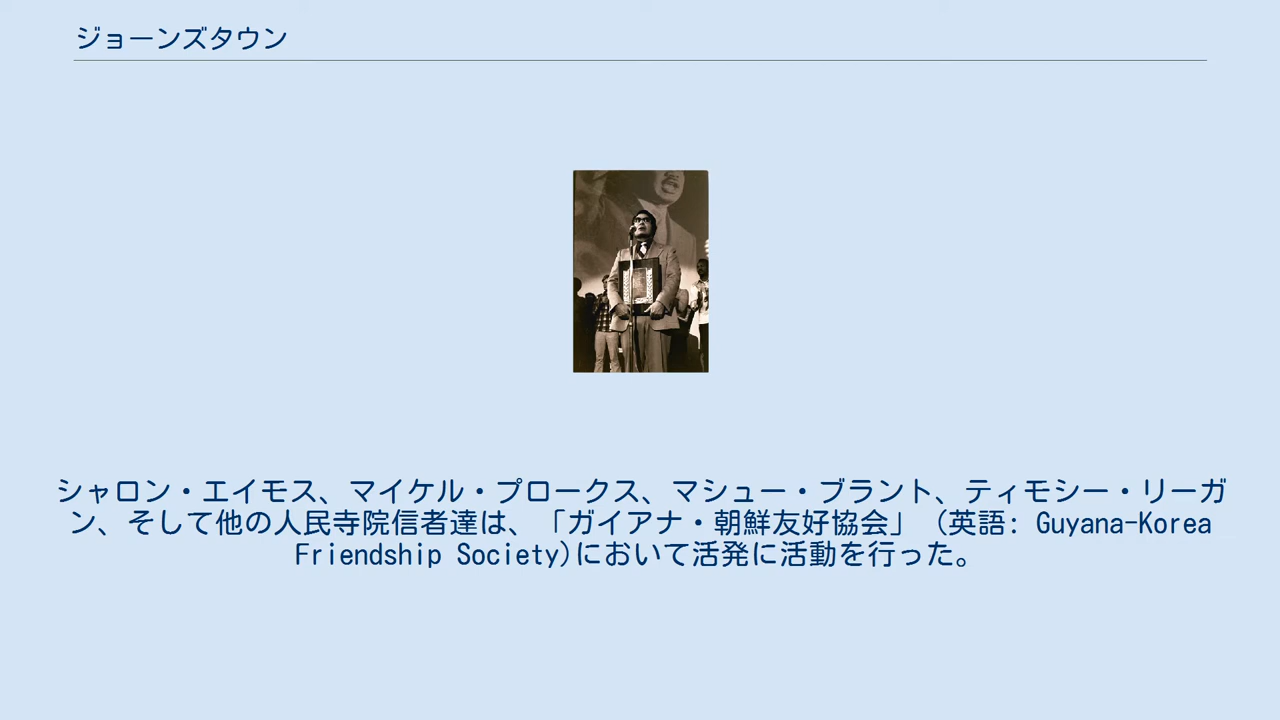 ジョーンズタウン
シャロン・エイモス、マイケル・プロークス、マシュー・ブラント、ティモシー・リーガ
ン、そして他の人民寺院信者達は、「ガイアナ・朝鮮友好協会」（英語: Guyana-Korea
Friendship Society)において活発に活動を行った。